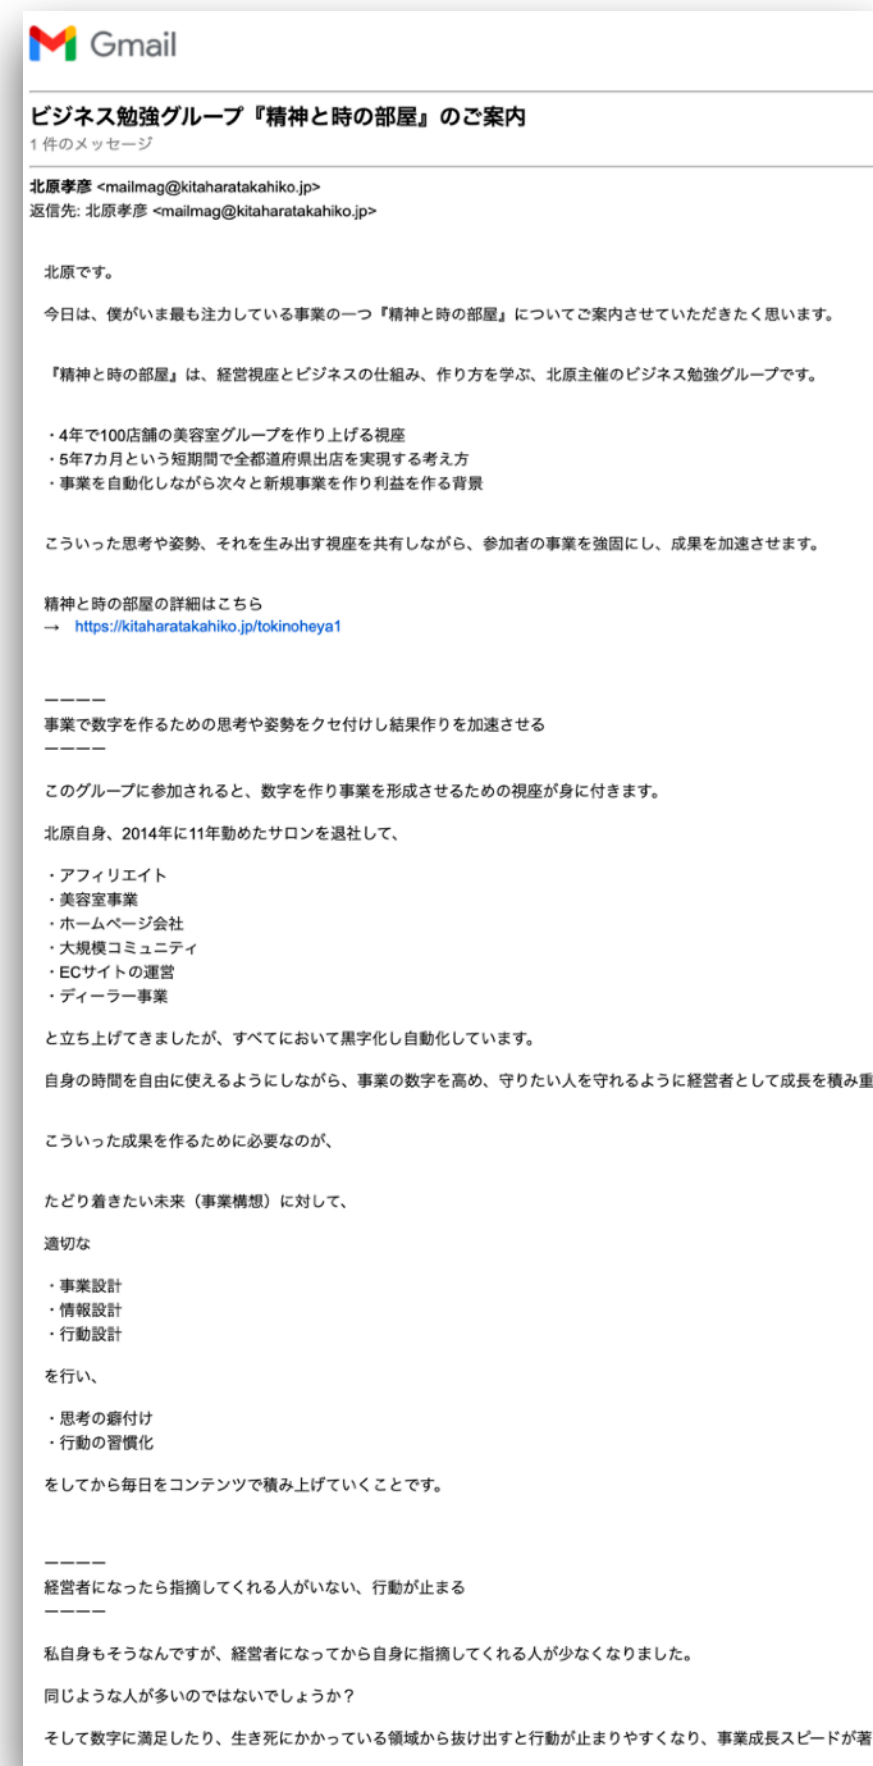 Gmail
ビジネス勉強グループ『精神と時の部屋』のご案内
1 件のメッセージ
北原孝彦 <mailmag@kitaharatakahiko.jp>
返信先: 北原孝彦 <mailmag@kitaharatakahiko.jp>
北原です。
今日は、僕がいま最も注力している事業の一つ『精神と時の部屋』についてご案内させていただきたく思います。
『精神と時の部屋』は、経営視座とビジネスの仕組み、作り方を学ぶ、北原主催のビジネス勉強グループです。
・4年で100店舗の美容室グループを作り上げる視座
・5年7カ月という短期間で全都道府県出店を実現する考え方
・事業を自動化しながら次々と新規事業を作り利益を作る背景
こういった思考や姿勢、それを生み出す視座を共有しながら、参加者の事業を強固にし、成果を加速させます。
精神と時の部屋の詳細はこちら
→ https://kitaharatakahiko.jp/tokinoheya1
ーーーー
事業で数字を作るための思考や姿勢をクセ付けし結果作りを加速させる
ーーーー
このグループに参加されると、数字を作り事業を形成させるための視座が身に付きます。
北原自身、2014年に11年勤めたサロンを退社して、
・アフィリエイト
・美容室事業
・ホームページ会社
・大規模コミュニティ
・ECサイトの運営
・ディーラー事業
と立ち上げてきましたが、すべてにおいて黒字化し自動化しています。
自身の時間を自由に使えるようにしながら、事業の数字を高め、守りたい人を守れるように経営者として成長を積み重
こういった成果を作るために必要なのが、
たどり着きたい未来（事業構想）に対して、
適切な
・事業設計
・情報設計
・行動設計
を行い、
・思考の癖付け
・行動の習慣化
をしてから毎日をコンテンツで積み上げていくことです。
ーーーー
経営者になったら指摘してくれる人がいない、行動が止まる
ーーーー
私自身もそうなんですが、経営者になってから自身に指摘してくれる人が少なくなりました。
同じような人が多いのではないでしょうか？
そして数字に満足したり、生き死にかかっている領域から抜け出すと行動が止まりやすくなり、事業成長スピードが著